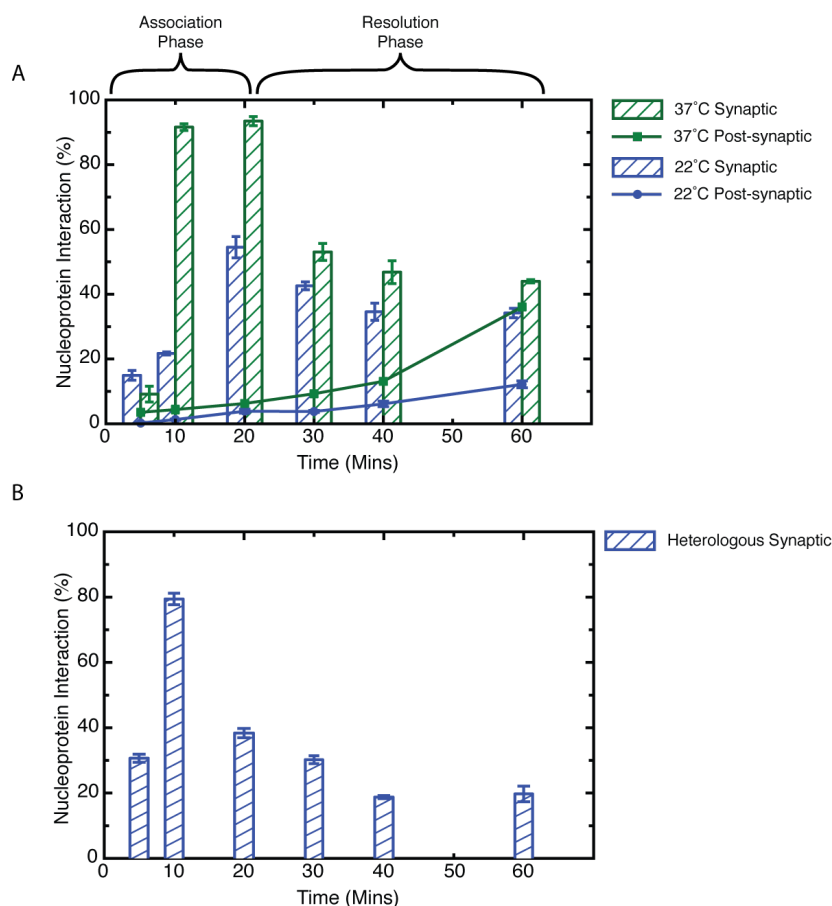 Association
Phase
Resolution
Phase
A
100
80
60
40
20
0
Nucleoprotein Interaction (%)
10
20
30
40
50
60
Time (Mins)
37˚C Synaptic
37˚C Post-synaptic
22˚C Synaptic
22˚C Post-synaptic
B
100
80
60
40
20
0
Nucleoprotein Interaction (%)
10
20
30
40
50
60
Time (Mins)
Heterologous Synaptic